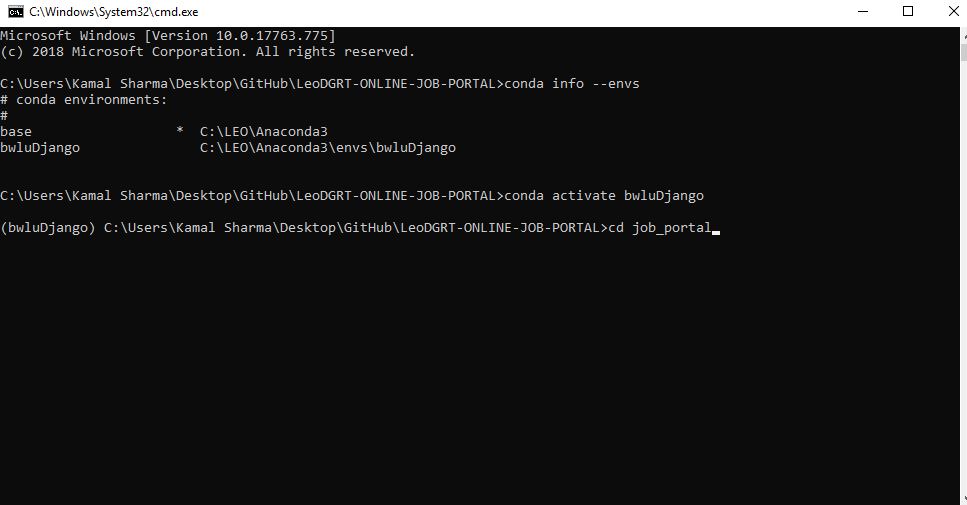 C:\Windows\System32\cmd.exe
Microsoft Windows [Version 10.0.17763.775]
(c) 2018 Microsoft Corporation. All rights reserved.
C:\Users\Kamal Sharma\Desktop\GitHub\LeoDGRT-ONLINE-JOB-PORTAL>conda info --envs
# conda environments:
#
base                  *  C:\LEO\Anaconda3
bwluDjango               C:\LEO\Anaconda3\envs\bwluDjango
C:\Users\Kamal Sharma\Desktop\GitHub\LeoDGRT-ONLINE-JOB-PORTAL>conda activate bwluDjango
(bwluDjango) C:\Users\Kamal Sharma\Desktop\GitHub\LeoDGRT-ONLINE-JOB-PORTAL>cd job_portal